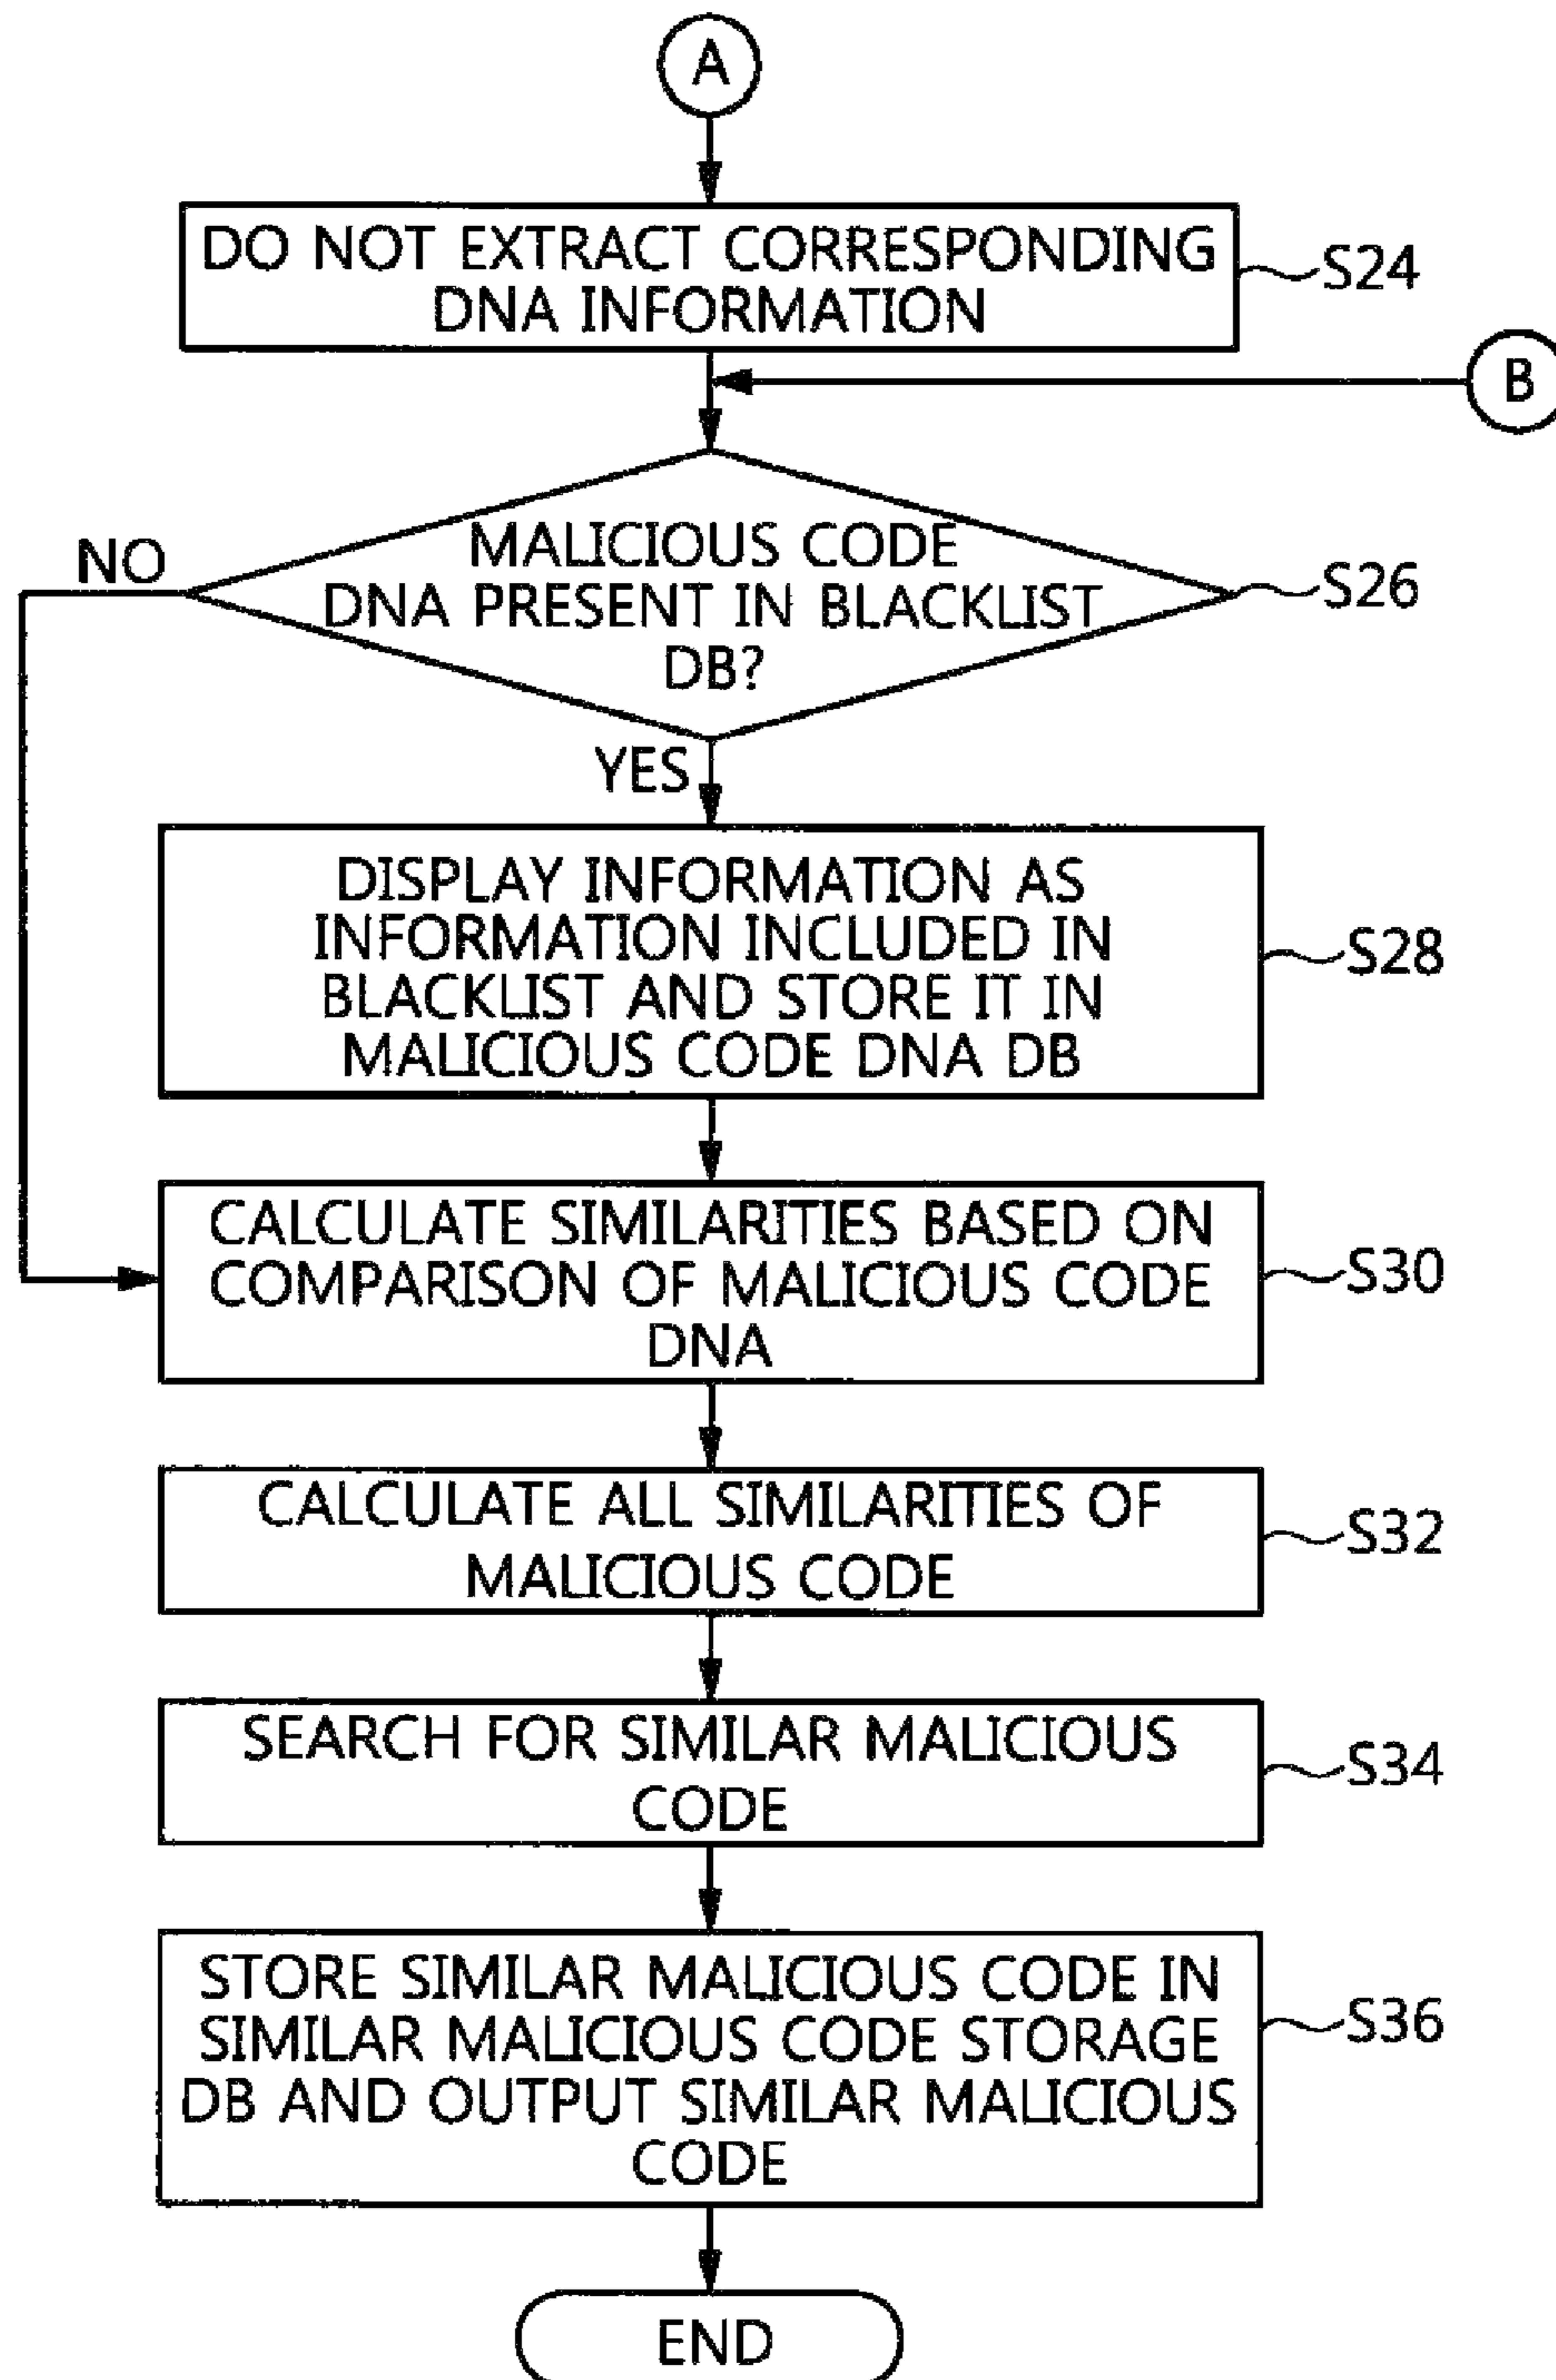 A
DO NOT EXTRACT CORRESPONDING
DNA INFORMATION
S24
B
MALICIOUS CODE
DNA PRESENT IN BLACKLIST
DB?
S26
NO
YES
DISPLAY INFORMATION AS
INFORMATION INCLUDED IN
BLACKLIST AND STORE IT IN
MALICIOUS CODE DNA DB
S28
CALCULATE SIMILARITIES BASED ON
COMPARISON OF MALICIOUS CODE
DNA
S30
CALCULATE ALL SIMILARITIES OF
MALICIOUS CODE
S32
SEARCH FOR SIMILAR MALICIOUS
CODE
S34
STORE SIMILAR MALICIOUS CODE IN
SIMILAR MALICIOUS CODE STORAGE
DB AND OUTPUT SIMILAR MALICIOUS
CODE
S36
END